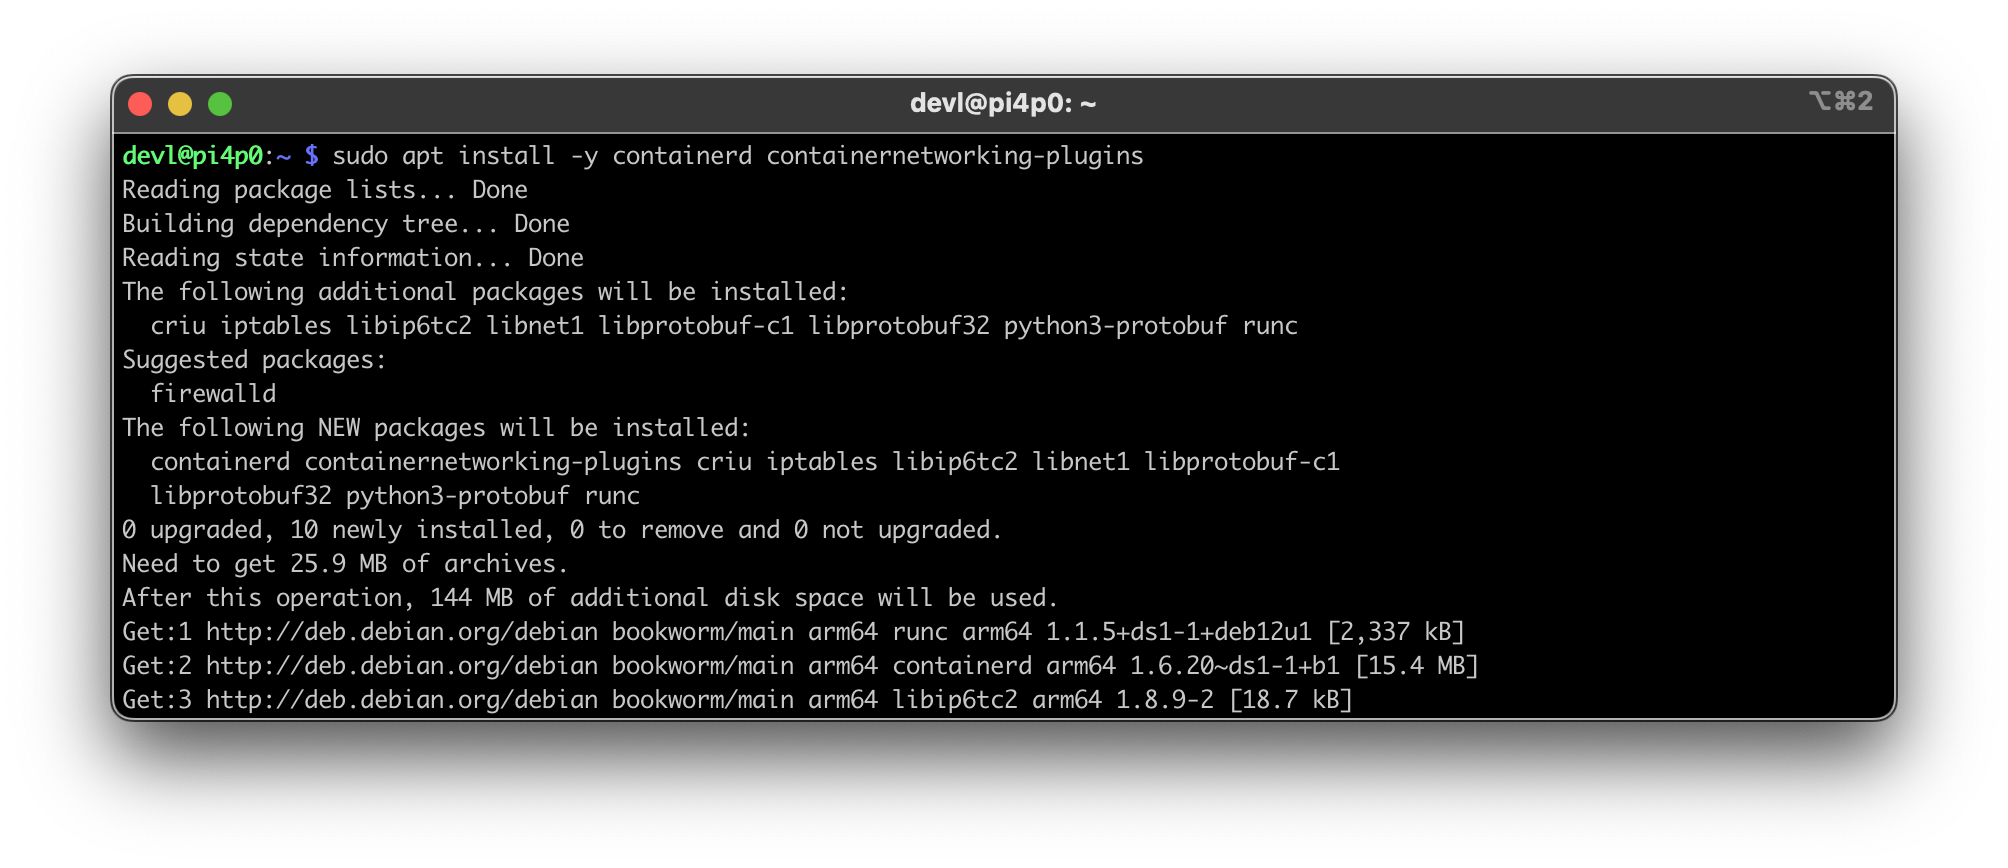 devl@pi4p0: ~
⌥⌘2
devl@pi4p0:~ $ sudo apt install -y containerd containernetworking-plugins
Reading package lists... Done
Building dependency tree... Done
Reading state information... Done
The following additional packages will be installed:
  criu iptables libip6tc2 libnet1 libprotobuf-c1 libprotobuf32 python3-protobuf runc
Suggested packages:
  firewalld
The following NEW packages will be installed:
  containerd containernetworking-plugins criu iptables libip6tc2 libnet1 libprotobuf-c1
  libprotobuf32 python3-protobuf runc
0 upgraded, 10 newly installed, 0 to remove and 0 not upgraded.
Need to get 25.9 MB of archives.
After this operation, 144 MB of additional disk space will be used.
Get:1 http://deb.debian.org/debian bookworm/main arm64 runc arm64 1.1.5+ds1-1+deb12u1 [2,337 kB]
Get:2 http://deb.debian.org/debian bookworm/main arm64 containerd arm64 1.6.20~ds1-1+b1 [15.4 MB]
Get:3 http://deb.debian.org/debian bookworm/main arm64 libip6tc2 arm64 1.8.9-2 [18.7 kB]